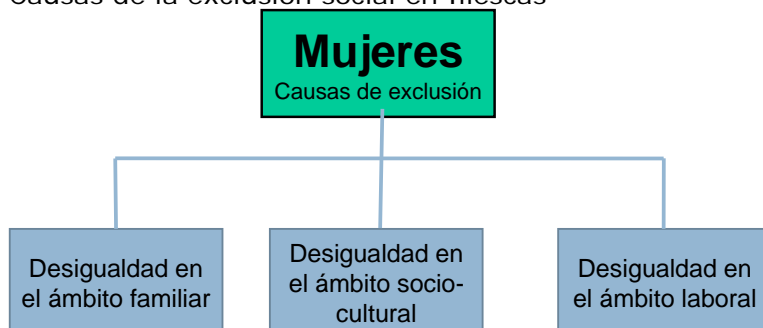 Causas de la exclusión social en Illescas
Mujeres
Causas de exclusión
Desigualdad en
el ámbito familiar
Desigualdad en
el ámbito socio-
cultural
Desigualdad en
el ámbito laboral